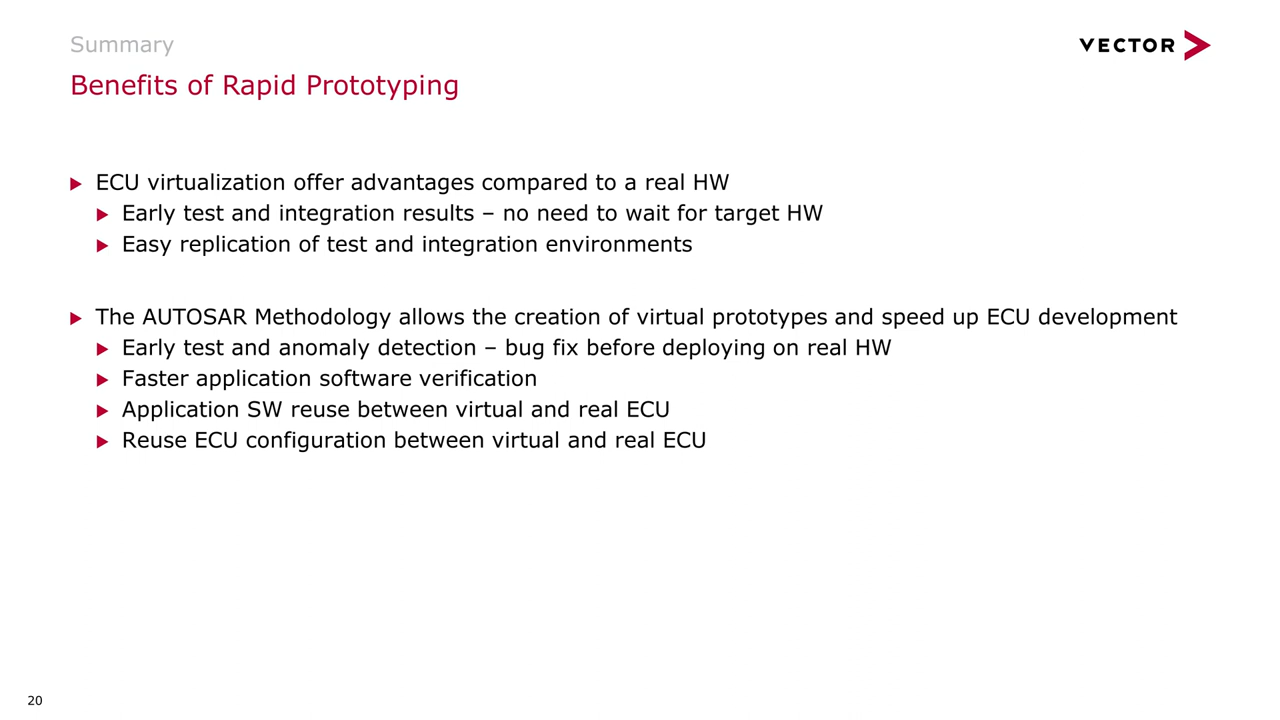 Summary
VECTOR
Benefits of Rapid Prototyping
ECU virtualization offer advantages compared to a real HW
Early test and integration results – no need to wait for target HW
Easy replication of test and integration environments
The AUTOSAR Methodology allows the creation of virtual prototypes and speed up ECU development
Early test and anomaly detection – bug fix before deploying on real HW
Faster application software verification
Application SW reuse between virtual and real ECU
Reuse ECU configuration between virtual and real ECU
20